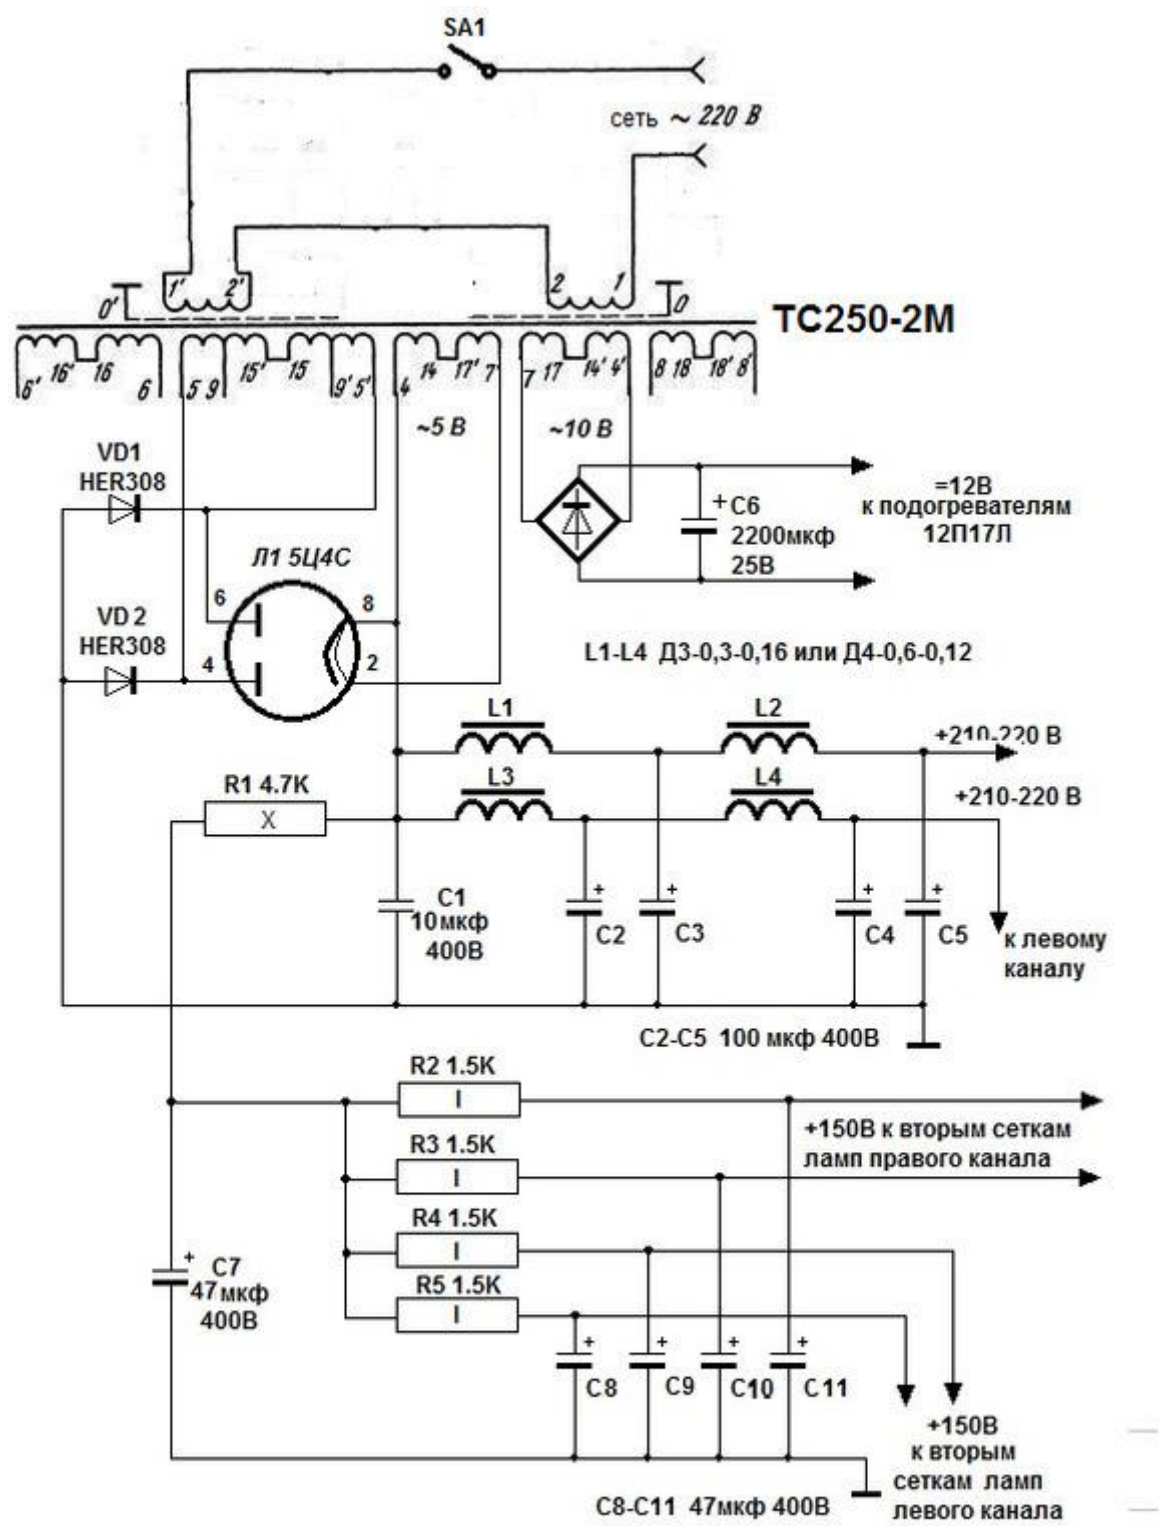 SA1
сеть ~ 220 В
1' 2' 2 1
0' 0
ТС250-2М
6' 16' 16 6 5 9 15' 15 9' 5' 4 14 17' 7' 7 17 14' 4' 8 18 18' 8'
~5 В ~10 В
VD1
HER308
=12В
к подогревателям
12П17Л
+ С6
2200мкф
25В
Л1 5Ц4С
6 8
VD2
HER308
4 2
L1-L4 Д3-0,3-0,16 или Д4-0,6-0,12
L1 L2
+210-220 В
L3 L4
+210-220 В
R1 4.7K
X
C1
10мкф
400В
+ + + +
C2 C3 C4 C5
к левому
каналу
C2-C5 100 мкф 400В
R2 1.5K
I
+150В к вторым сеткам
ламп правого канала
R3 1.5K
I
R4 1.5K
I
R5 1.5K
I
+ C7
47мкф
400В
+ + + +
C8 C9 C10 C11
+150В
к вторым
сеткам ламп
левого канала
C8-C11 47мкф 400В